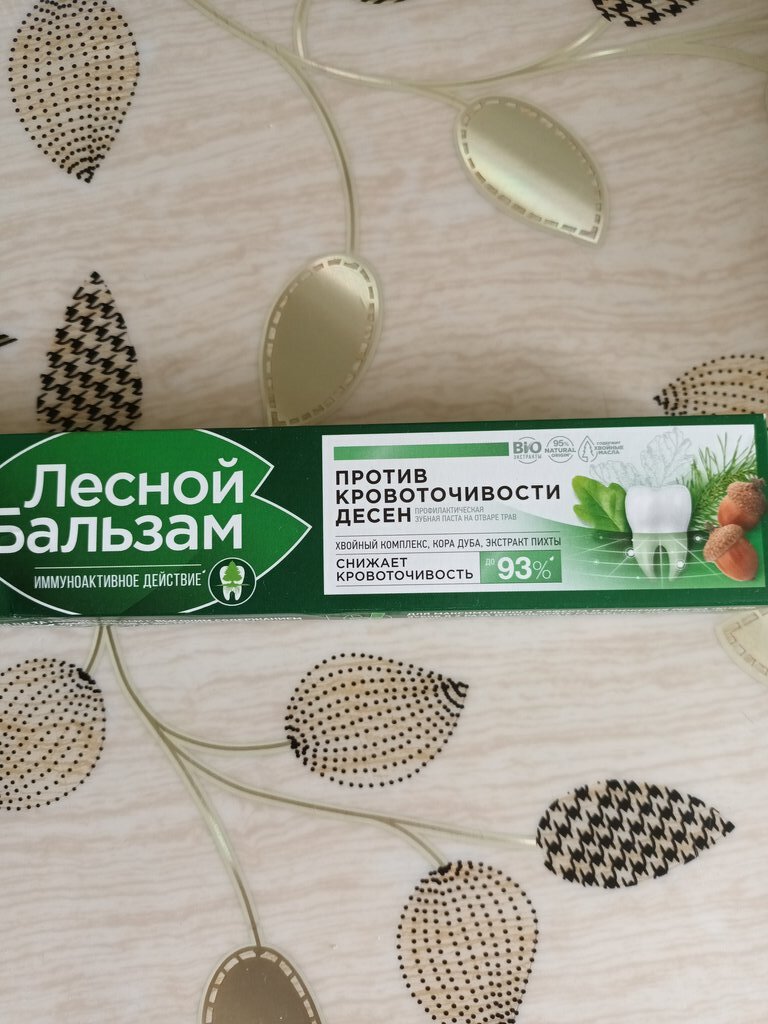 Лесной
Бальзам
ИММУНОАКТИВНОЕ ДЕЙСТВИЕ*
BIO
ЭКСТРАКТЫ
95%
NATURAL
ORIGIN
СОДЕРЖИТ
ХВОЙНЫЕ
МАСЛА
ПРОТИВ
КРОВОТОЧИВОСТИ
ДЕСЕН
ПРОФИЛАКТИЧЕСКАЯ
ЗУБНАЯ ПАСТА НА ОТВАРЕ ТРАВ
ХВОЙНЫЙ КОМПЛЕКС, КОРА ДУБА, ЭКСТРАКТ ПИХТЫ
СНИЖАЕТ
КРОВОТОЧИВОСТЬ
ДО 93%